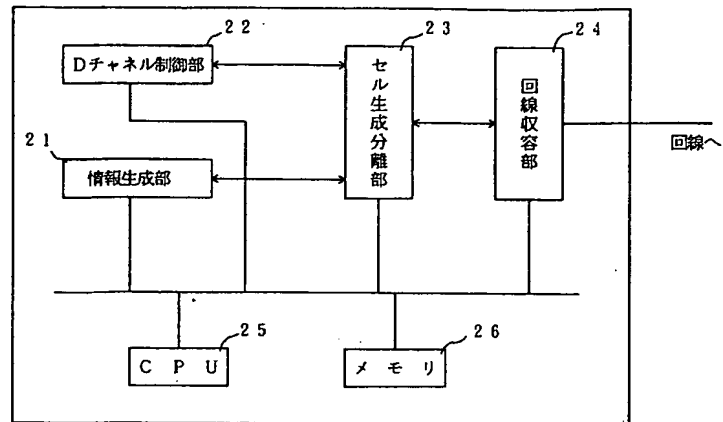 22
Dチャネル制御部
23
セル生成分離部
24
回線収容部
回線へ
21
情報生成部
25
CPU
26
メモリ